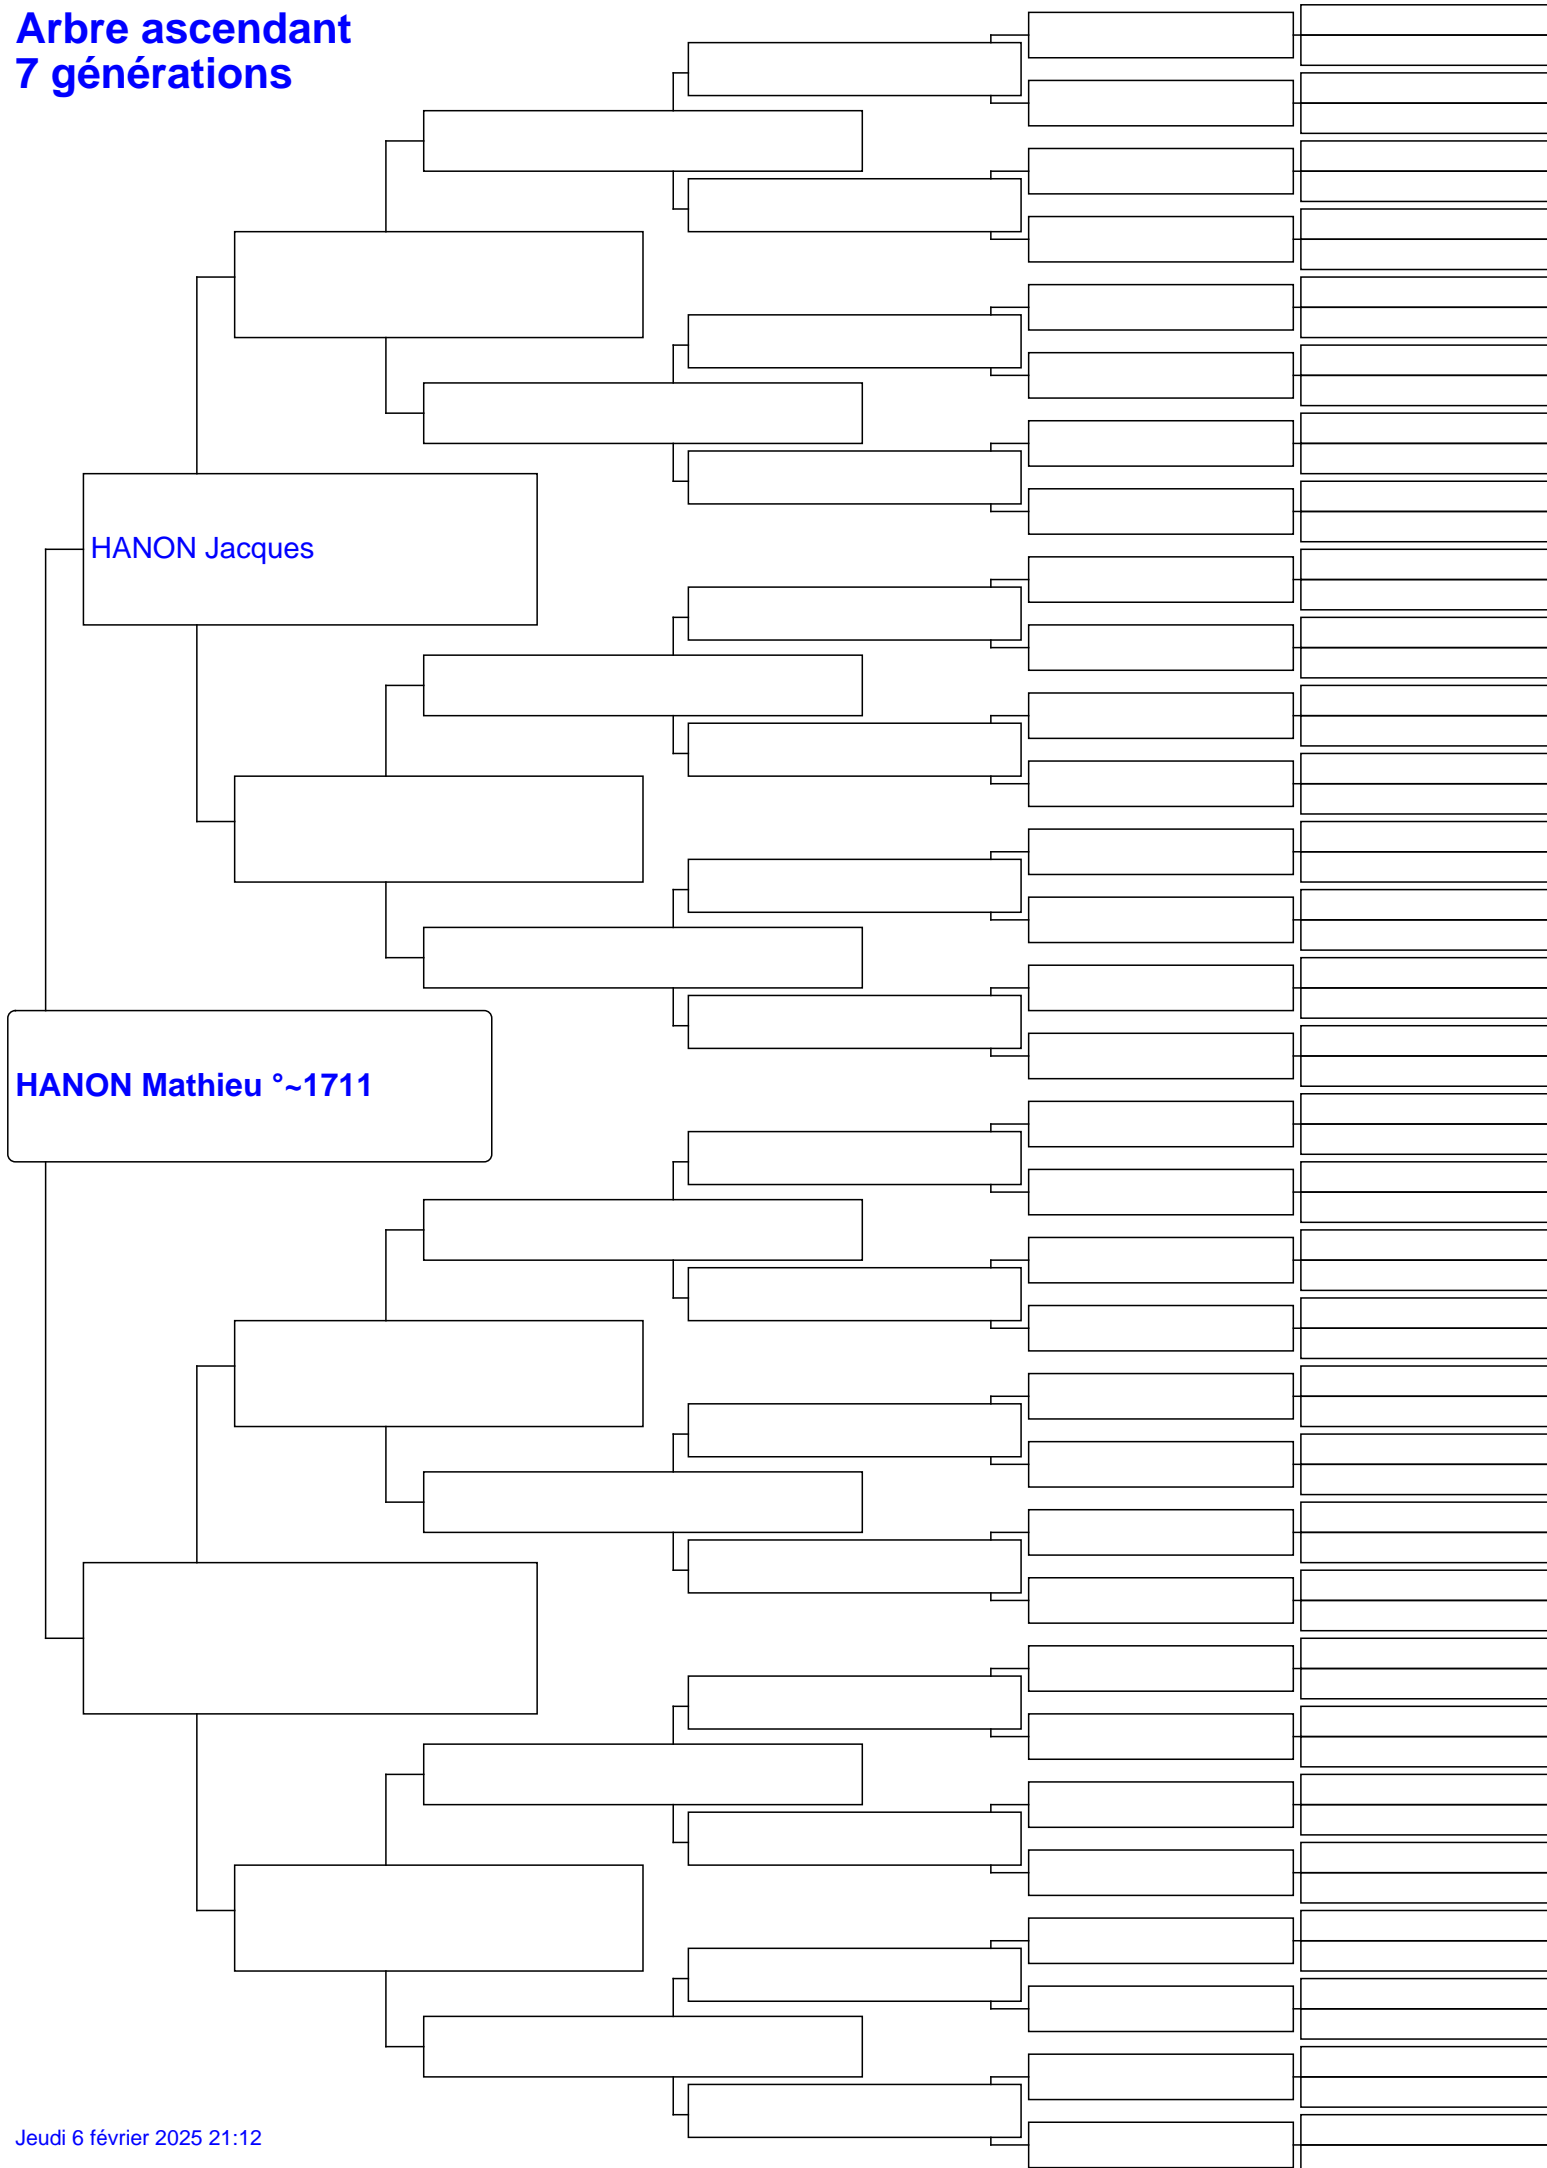 Arbre ascendant
7 générations
HANON Jacques
HANON Mathieu °~1711
Jeudi 6 février 2025 21:12